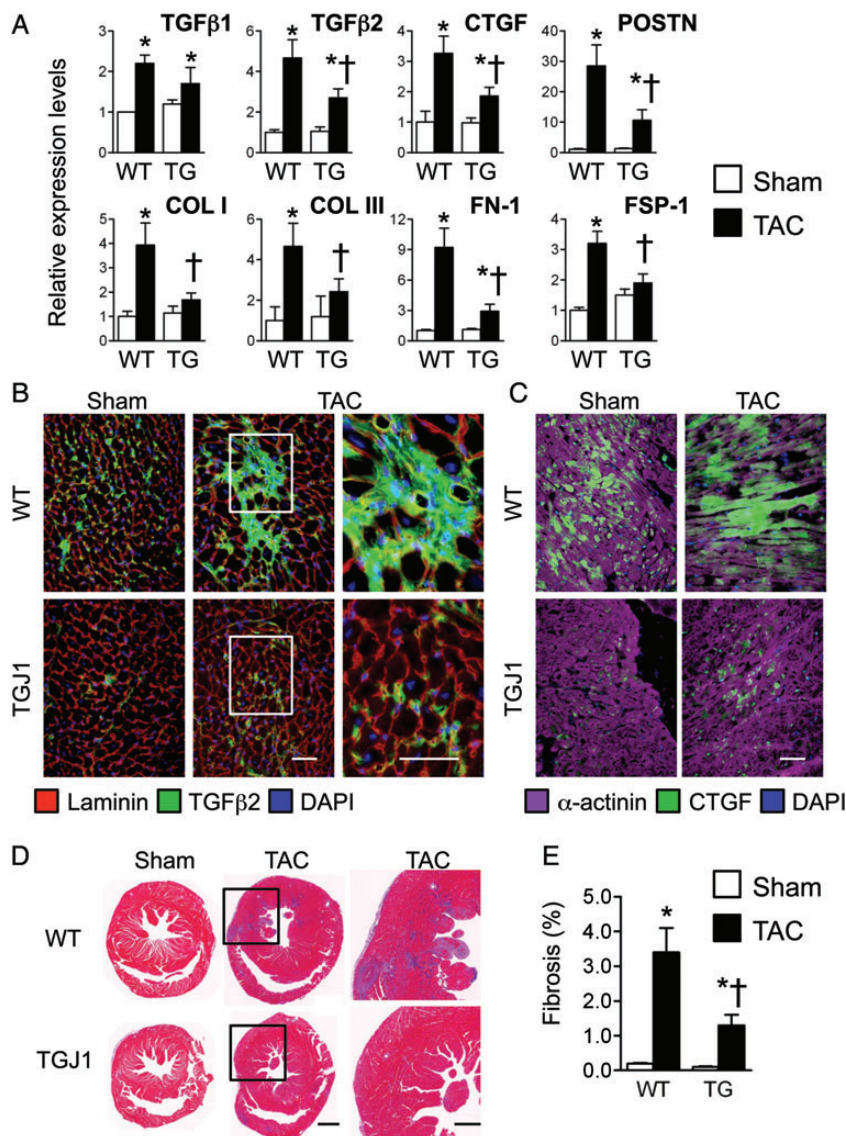 A
Relative expression levels
TGFβ1
3
2
1
0
*
*
WT
TG
TGFβ2
6
4
2
0
*
*†
WT
TG
CTGF
4
3
2
1
0
*
*†
WT
TG
POSTN
40
30
20
10
0
*
*†
WT
TG
Sham
TAC
COL I
5
4
3
2
1
0
*
†
WT
TG
COL III
6
4
2
0
*
†
WT
TG
FN-1
12
9
6
3
0
*
*†
WT
TG
FSP-1
4
3
2
1
0
*
†
WT
TG
B
Sham
TAC
WT
TGJ1
Laminin
TGFβ2
DAPI
C
Sham
TAC
WT
TGJ1
α-actinin
CTGF
DAPI
D
Sham
TAC
TAC
WT
TGJ1
E
Fibrosis (%)
5.0
4.0
3.0
2.0
1.0
0.0
*
*†
WT
TG
Sham
TAC